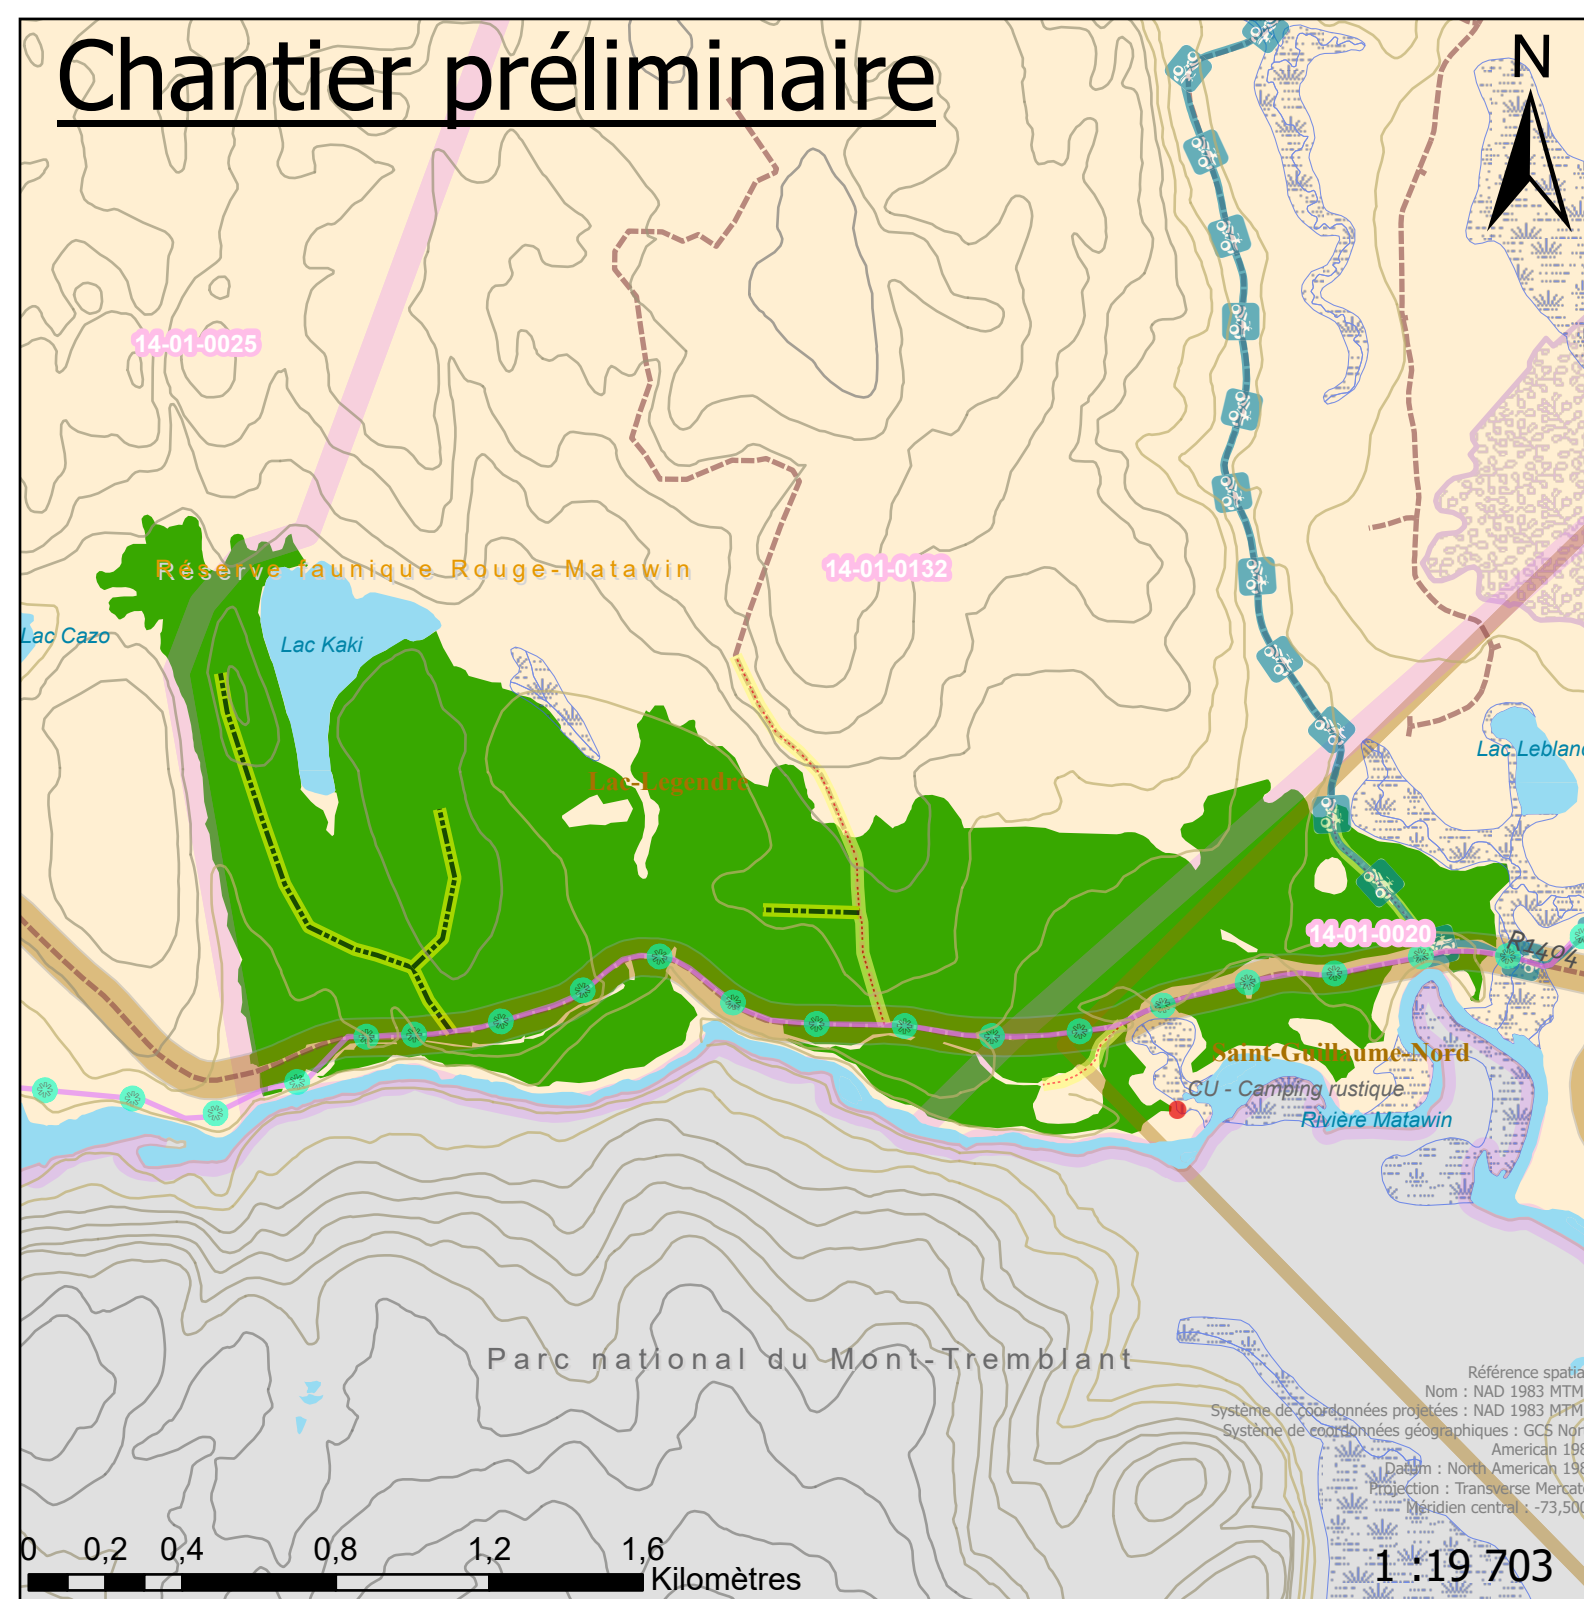 Chantier préliminaire
N
14-01-0025
Réserve faunique Rouge-Matawin
14-01-0132
Lac Cazo
Lac Kaki
Lac Leblanc
Lac-Legendre
14-01-0020
R1404
Saint-Guillaume-Nord
CU - Camping rustique
Rivière Matawin
Parc national du Mont-Tremblant
Référence spatia
Nom : NAD 1983 MTM
Système de coordonnées projetées : NAD 1983 MTM
Système de coordonnées géographiques : GCS Nor
American 198
Datum : North American 198
Projection : Transverse Mercat
Méridien central : -73,500
0 0,2 0,4 0,8 1,2 1,6
Kilomètres
1 :19 703